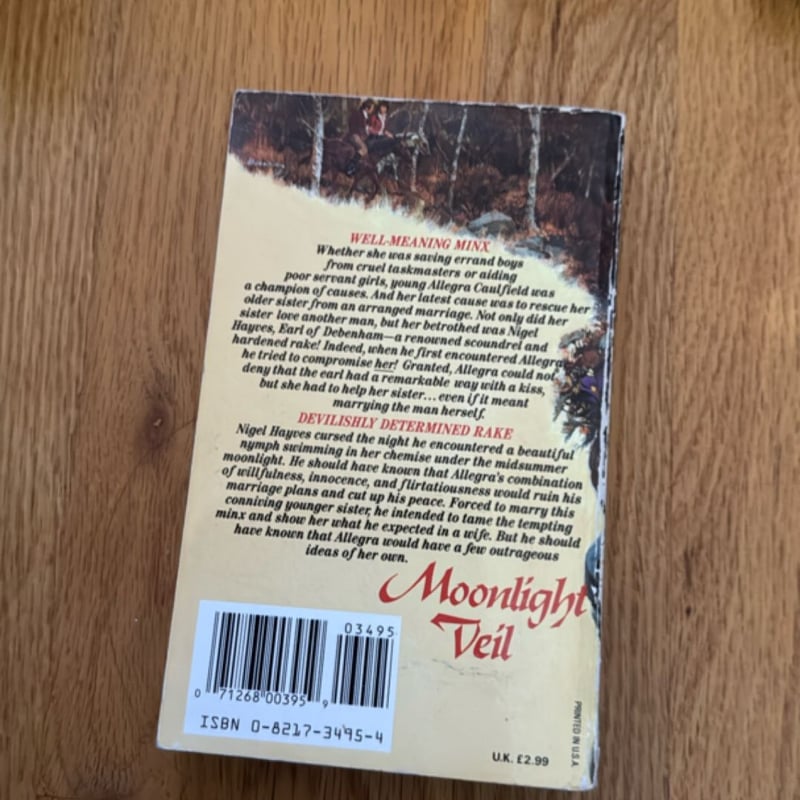 WELL-MEANING MINX
Whether she was saving errand boys
from cruel taskmasters or aiding
poor servant girls, young Allegra Caulfield was
a champion of causes. And her latest cause was to rescue her
older sister from an arranged marriage. Not only did her
sister love another man, but her betrothed was Nigel
Hayves, Earl of Debenham—a renowned scoundrel and
hardened rake! Indeed, when he first encountered Allegra
he tried to compromise her! Granted, Allegra could not
deny that the earl had a remarkable way with a kiss,
but she had to help her sister... even if it meant
marrying the man herself.
DEVILISHLY DETERMINED RAKE
Nigel Hayves cursed the night he encountered a beautiful
nymph swimming in her chemise under the midsummer
moonlight. He should have known that Allegra's combination
of willfulness, innocence, and flirtatiousness would ruin his
marriage plans and cut up his peace. Forced to marry this
conniving younger sister, he intended to tame the tempting
minx and show her what he expected in a wife. But he should
have known that Allegra would have a few outrageous
ideas of her own.
Moonlight
Veil
03495
0 71268 00395 9
ISBN 0-8217-3495-4
U.K. £2.99
PRINTED IN U.S.A.